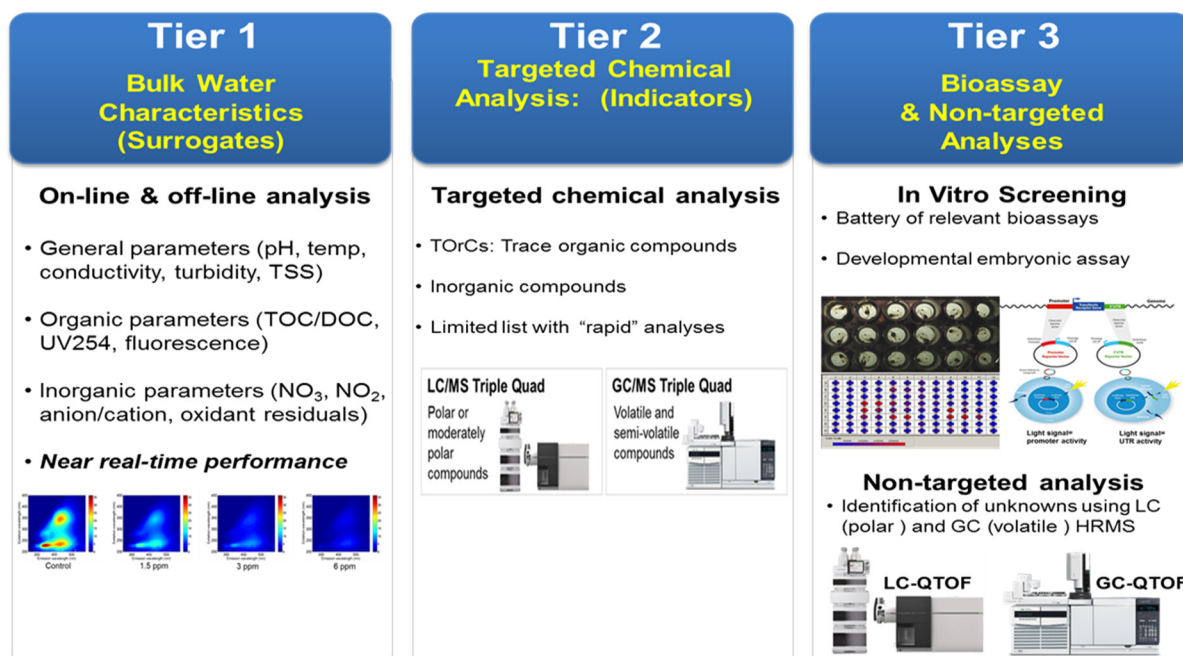 Tier 1
Bulk Water
Characteristics
(Surrogates)
On-line & off-line analysis
• General parameters (pH, temp,
conductivity, turbidity, TSS)
• Organic parameters (TOC/DOC,
UV254, fluorescence)
• Inorganic parameters (NO₃, NO₂,
anion/cation, oxidant residuals)
• Near real-time performance
Control
1.5 ppm
3 ppm
6 ppm
Tier 2
Targeted Chemical
Analysis: (Indicators)
Targeted chemical analysis
• TOrCs: Trace organic compounds
• Inorganic compounds
• Limited list with "rapid" analyses
LC/MS Triple Quad
Polar or
moderately
polar
compounds
GC/MS Triple Quad
Volatile and
semi-volatile
compounds
Tier 3
Bioassay
& Non-targeted
Analyses
In Vitro Screening
• Battery of relevant bioassays
• Developmental embryonic assay
Promoter
3'UTR
Genome
Light signal=
promoter activity
Light signal=
UTR activity
Non-targeted analysis
• Identification of unknowns using LC
(polar ) and GC (volatile ) HRMS
LC-QTOF
GC-QTOF